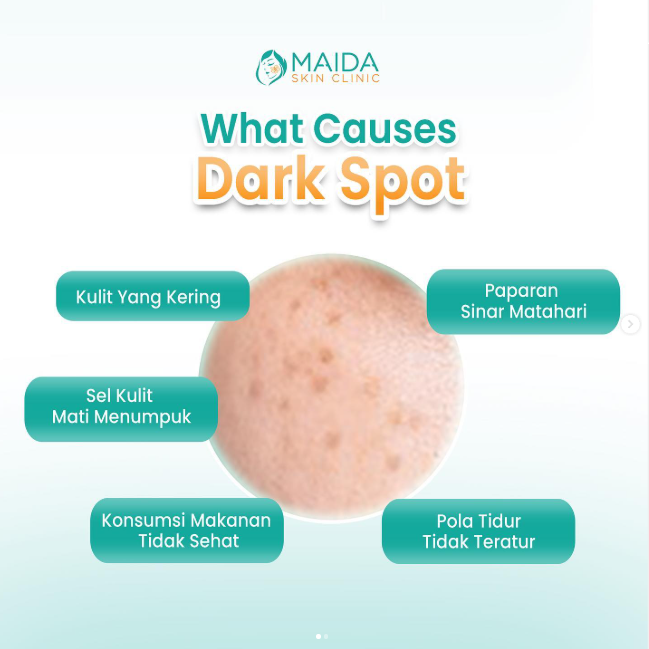 MAIDA
SKIN CLINIC
What Causes
Dark Spot
Kulit Yang Kering
Paparan
Sinar Matahari
Sel Kulit
Mati Menumpuk
Konsumsi Makanan
Tidak Sehat
Pola Tidur
Tidak Teratur